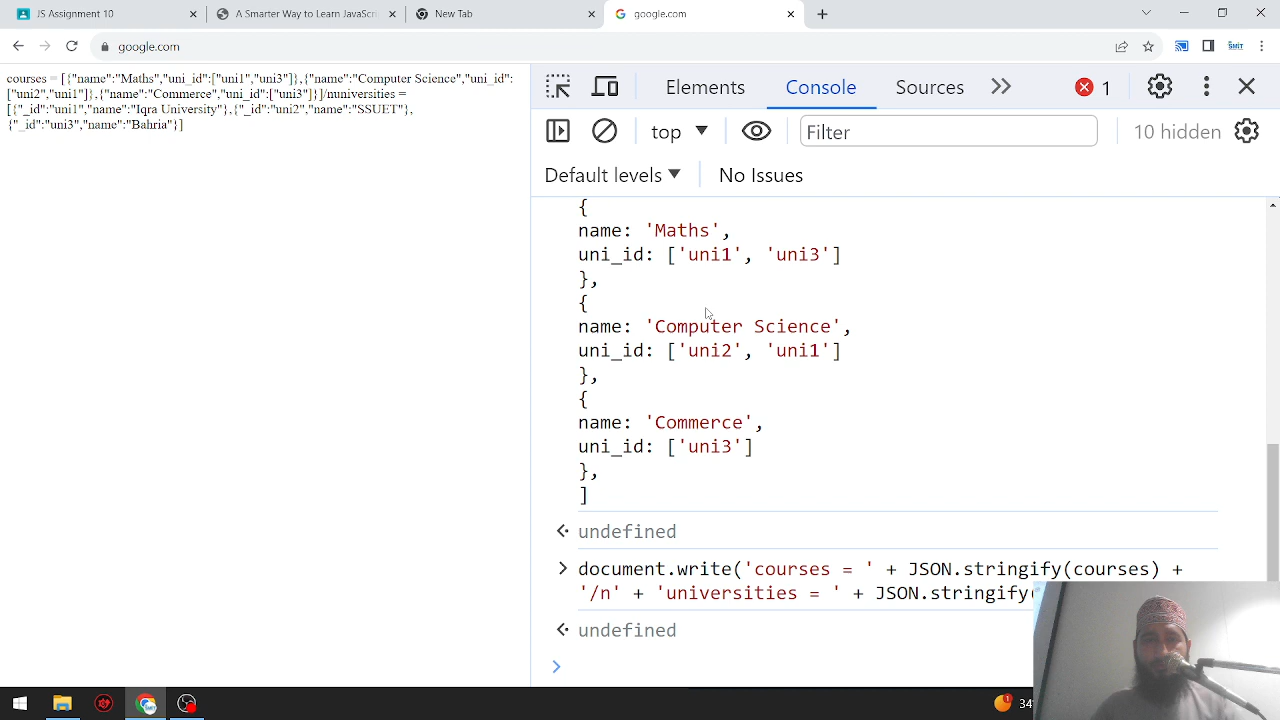 JS Assignment 10
A Smarter Way to Learn JavaScri
New Tab
google.com
google.com
SMIT
courses = [{"name":"Maths","uni_id":["uni1","uni3"]},{"name":"Computer Science","uni_id":
["uni2","uni1"]},{"name":"Commerce","uni_id":["uni3"]}]/nuniversities =
[{"_id":"uni1","name":"Iqra University"},{"_id":"uni2","name":"SSUET"},
{"_id":"uni3","name":"Bahria"}]
Elements
Console
Sources
1
top
Filter
10 hidden
Default levels
No Issues
{
name: 'Maths',
uni_id: ['uni1', 'uni3']
},
{
name: 'Computer Science',
uni_id: ['uni2', 'uni1']
},
{
name: 'Commerce',
uni_id: ['uni3']
},
]
undefined
document.write('courses = ' + JSON.stringify(courses) +
'/n' + 'universities = ' + JSON.stringify(
undefined
34